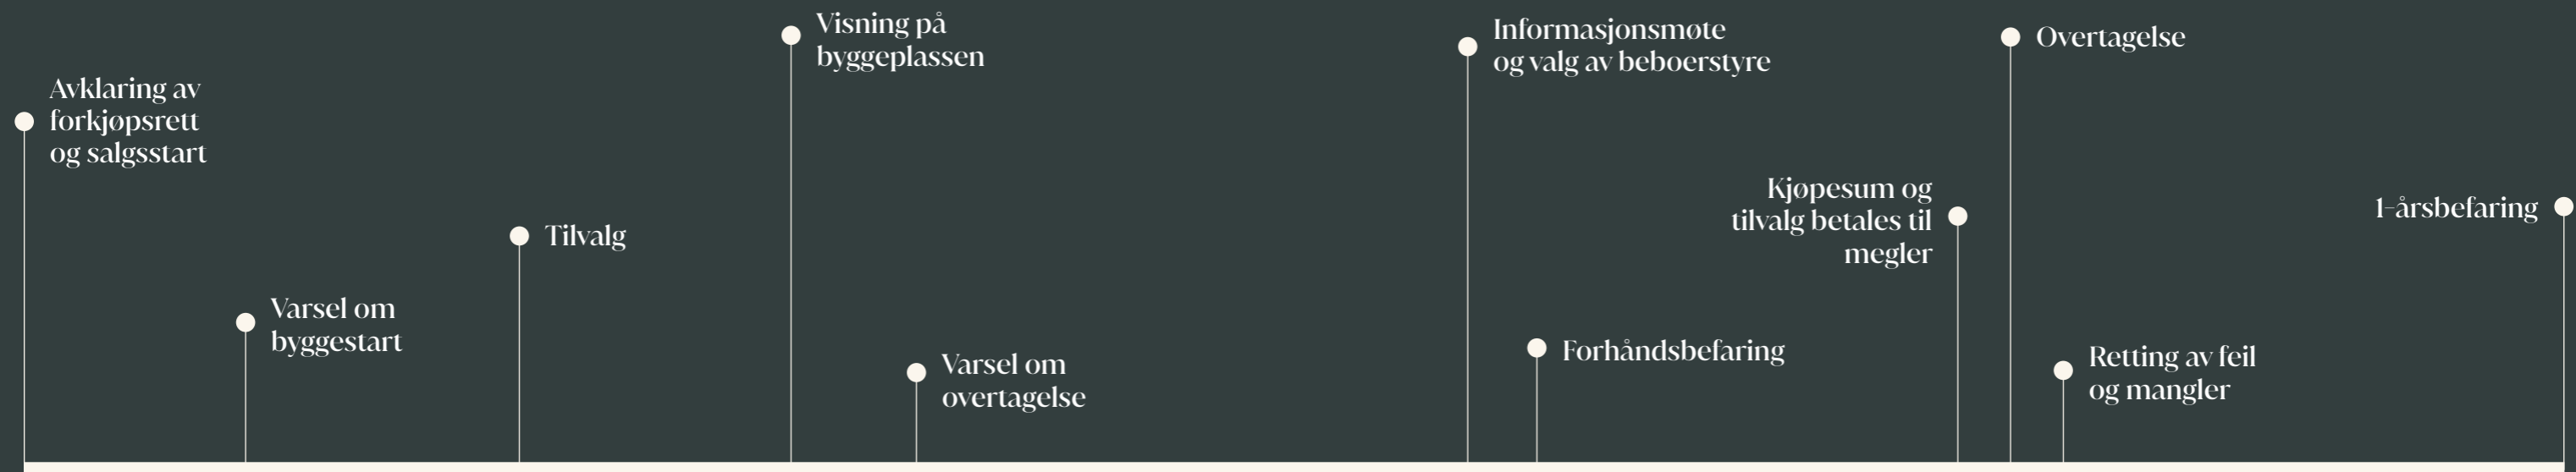 Avklaring av
forkjøpsrett
og salgsstart
Varsel om
byggestart
Tilvalg
Visning på
byggeplassen
Varsel om
overtagelse
Informasjonsmøte
og valg av beboerstyre
Forhåndsbefaring
Kjøpesum og
tilvalg betales til
megler
Overtagelse
Retting av feil
og mangler
1-årsbefaring